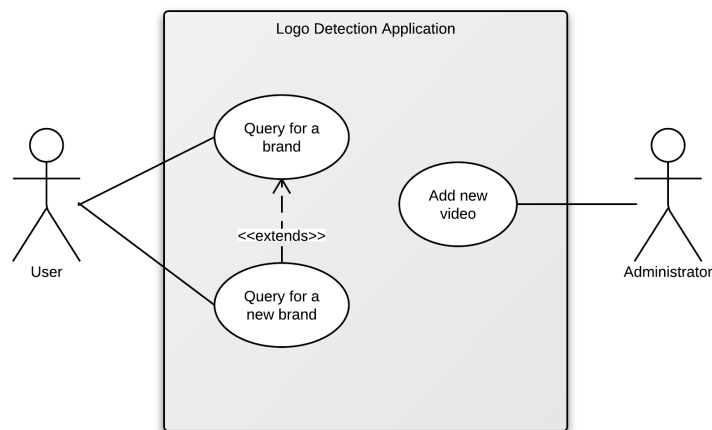 Logo Detection Application
Query for a
brand
Add new
video
<<extends>>
User
Administrator
Query for a
new brand